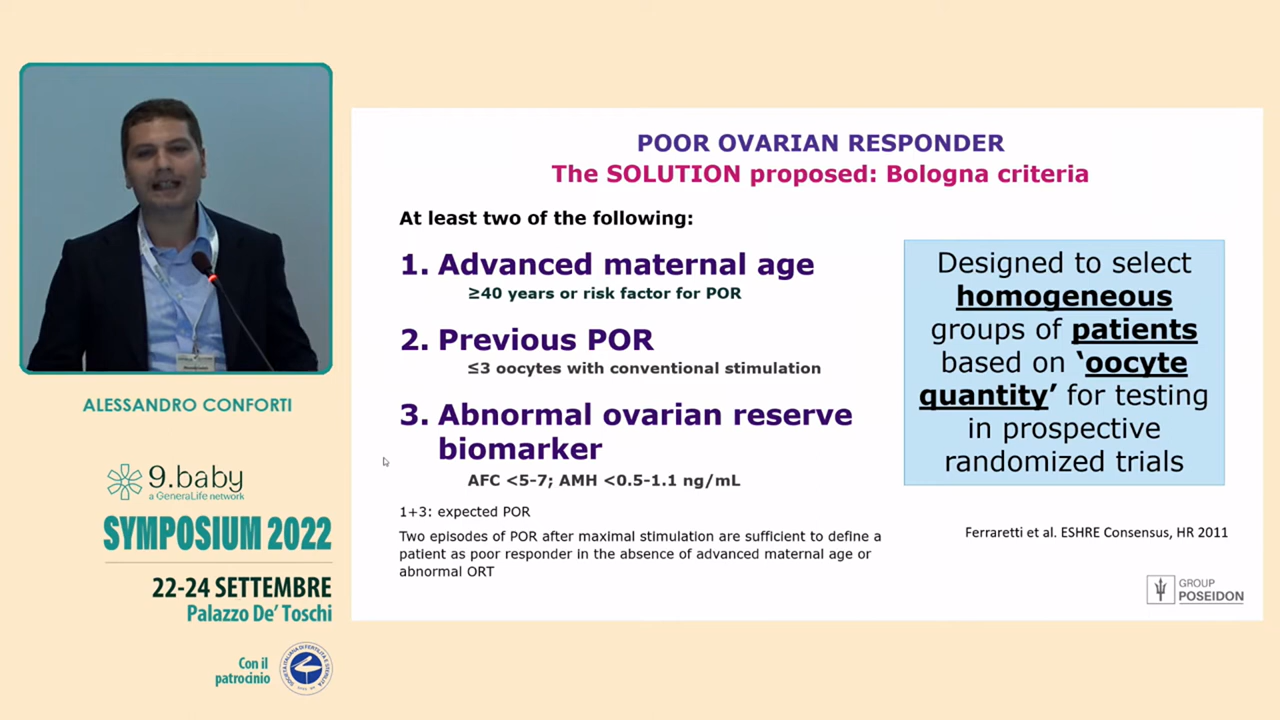 POOR OVARIAN RESPONDER
The SOLUTION proposed: Bologna criteria
At least two of the following:
1. Advanced maternal age
≥40 years or risk factor for POR
2. Previous POR
≤3 oocytes with conventional stimulation
3. Abnormal ovarian reserve
biomarker
AFC <5-7; AMH <0.5-1.1 ng/mL
1+3: expected POR
Two episodes of POR after maximal stimulation are sufficient to define a
patient as poor responder in the absence of advanced maternal age or
abnormal ORT
Designed to select
homogeneous
groups of patients
based on ‘oocyte
quantity’ for testing
in prospective
randomized trials
Ferraretti et al. ESHRE Consensus, HR 2011
GROUP
POSEIDON
ALESSANDRO CONFORTI
9.baby
a GeneraLife network
SYMPOSIUM 2022
22-24 SETTEMBRE
Palazzo De’ Toschi
Con il
patrocinio